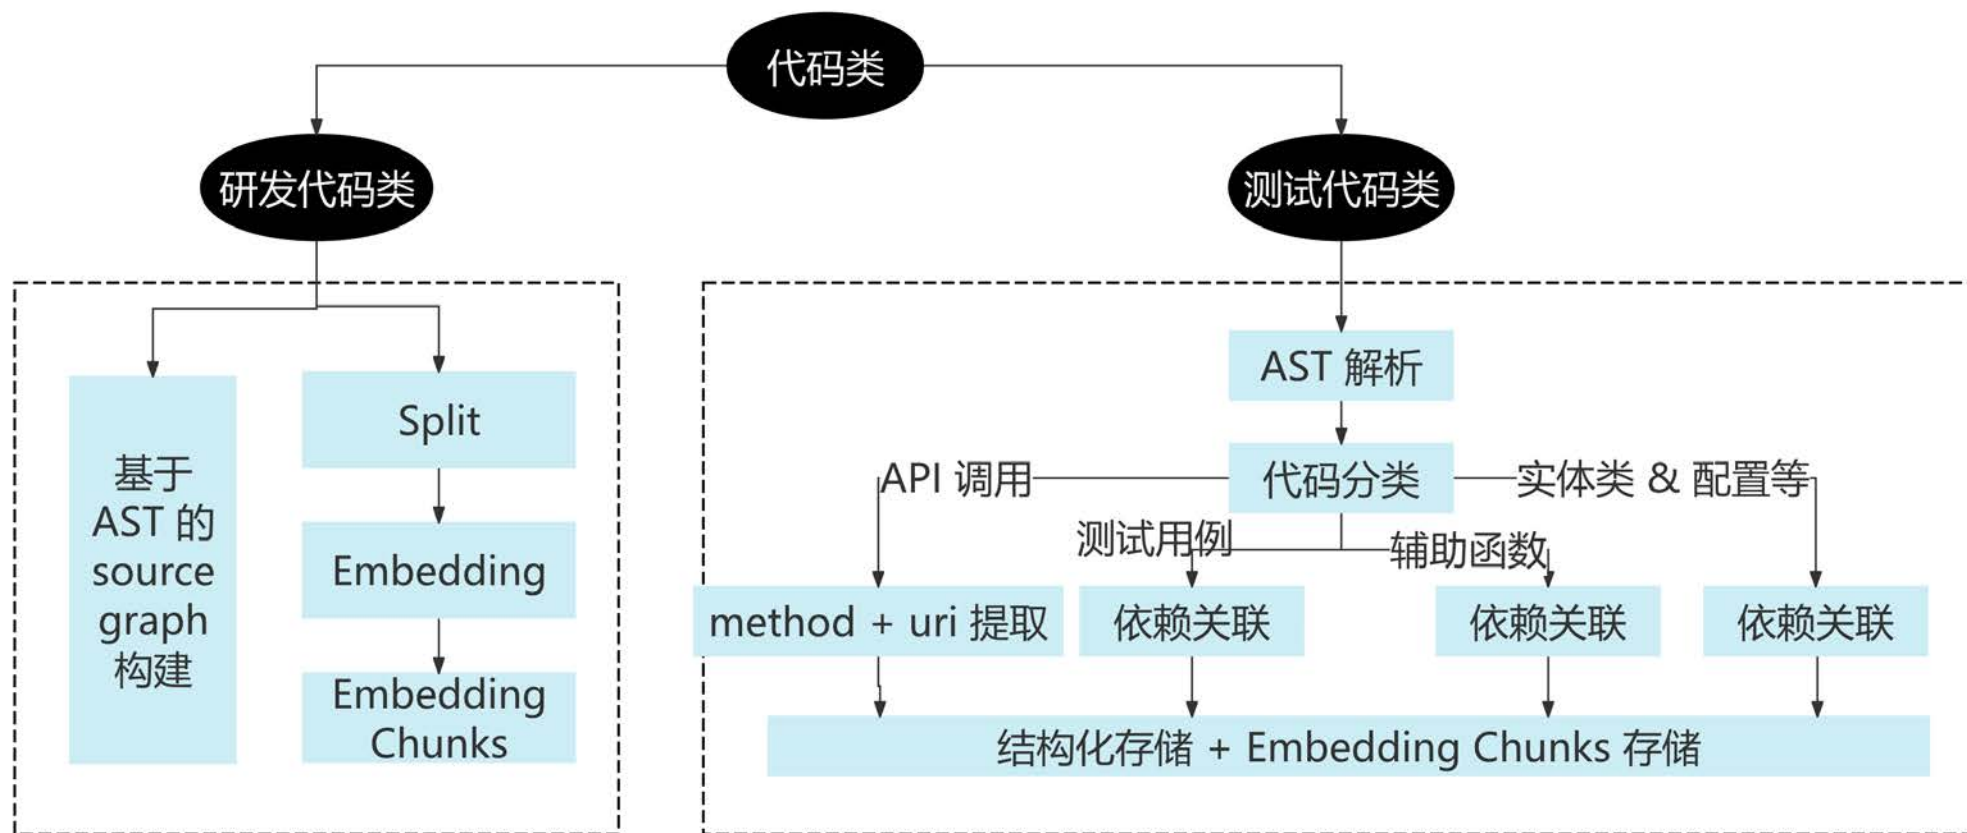 代码类
研发代码类
测试代码类
基于
AST 的
source
graph
构建
Split
Embedding
Embedding
Chunks
AST 解析
代码分类
API 调用
实体类 & 配置等
测试用例
辅助函数
method + uri 提取
依赖关联
依赖关联
依赖关联
结构化存储 + Embedding Chunks 存储